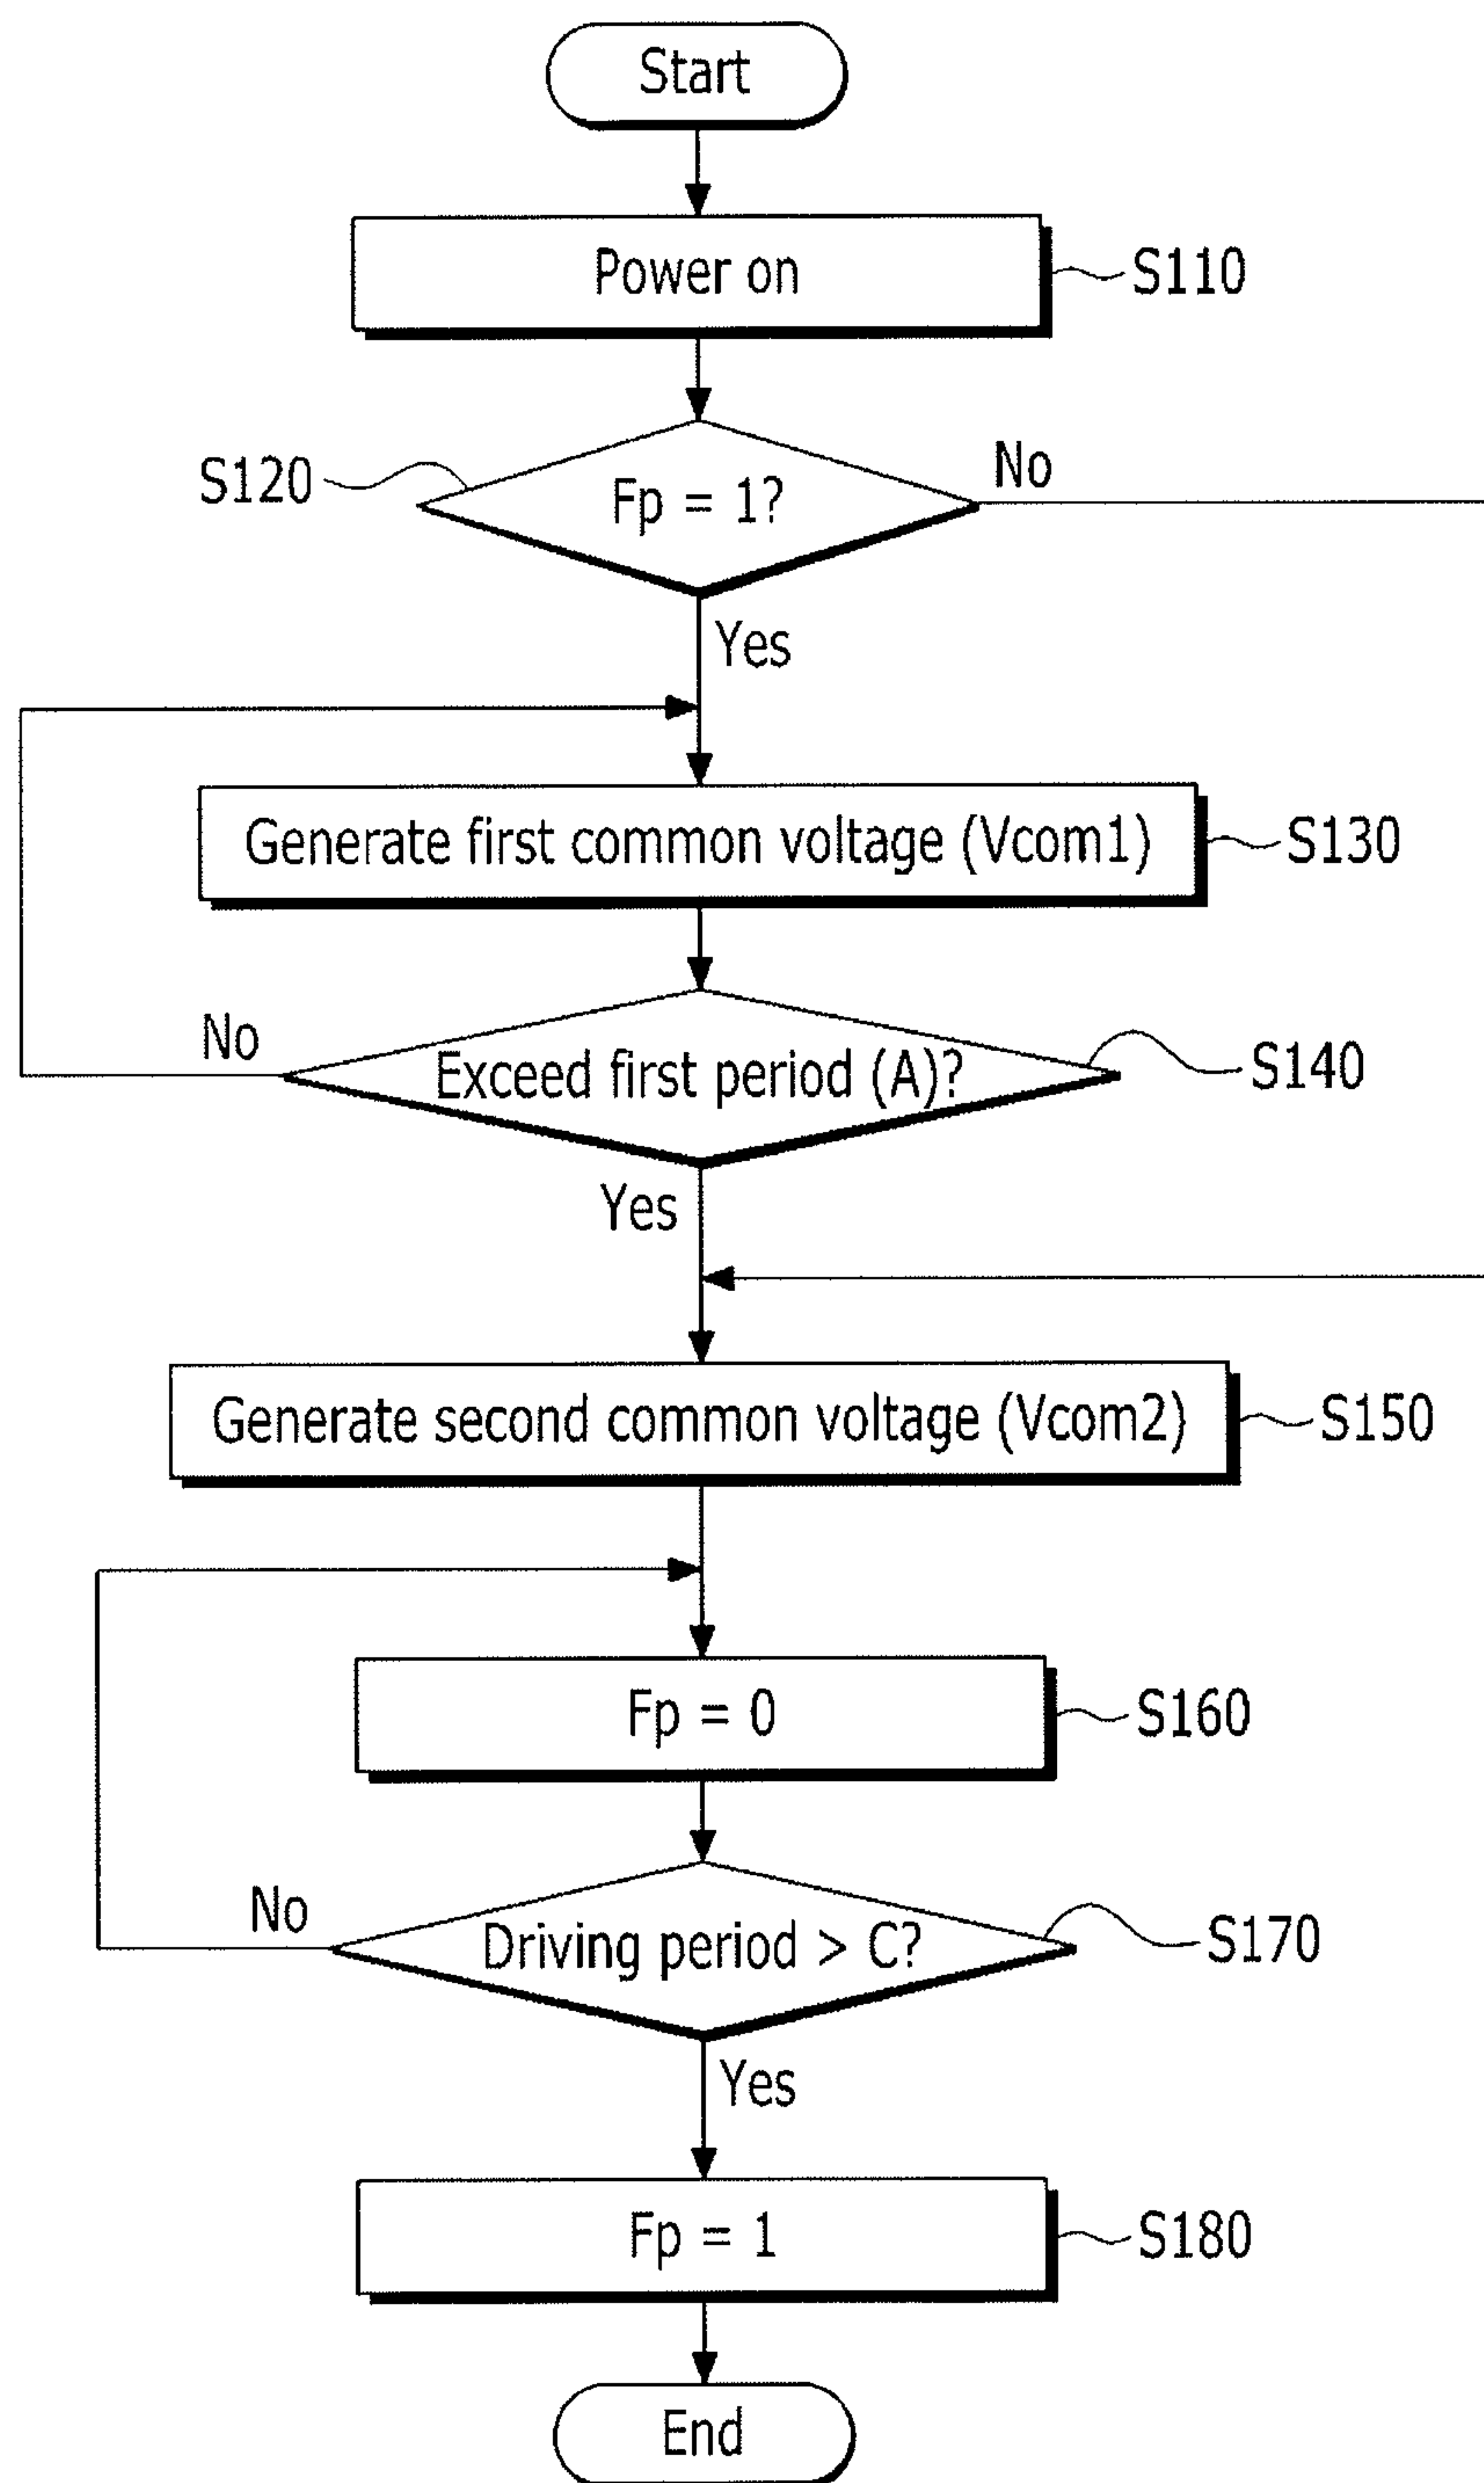 Start
Power on
S110
S120
Fp = 1?
No
Yes
Generate first common voltage (Vcom1)
S130
No
Exceed first period (A)?
S140
Yes
Generate second common voltage (Vcom2)
S150
Fp = 0
S160
No
Driving period > C?
S170
Yes
Fp = 1
S180
End